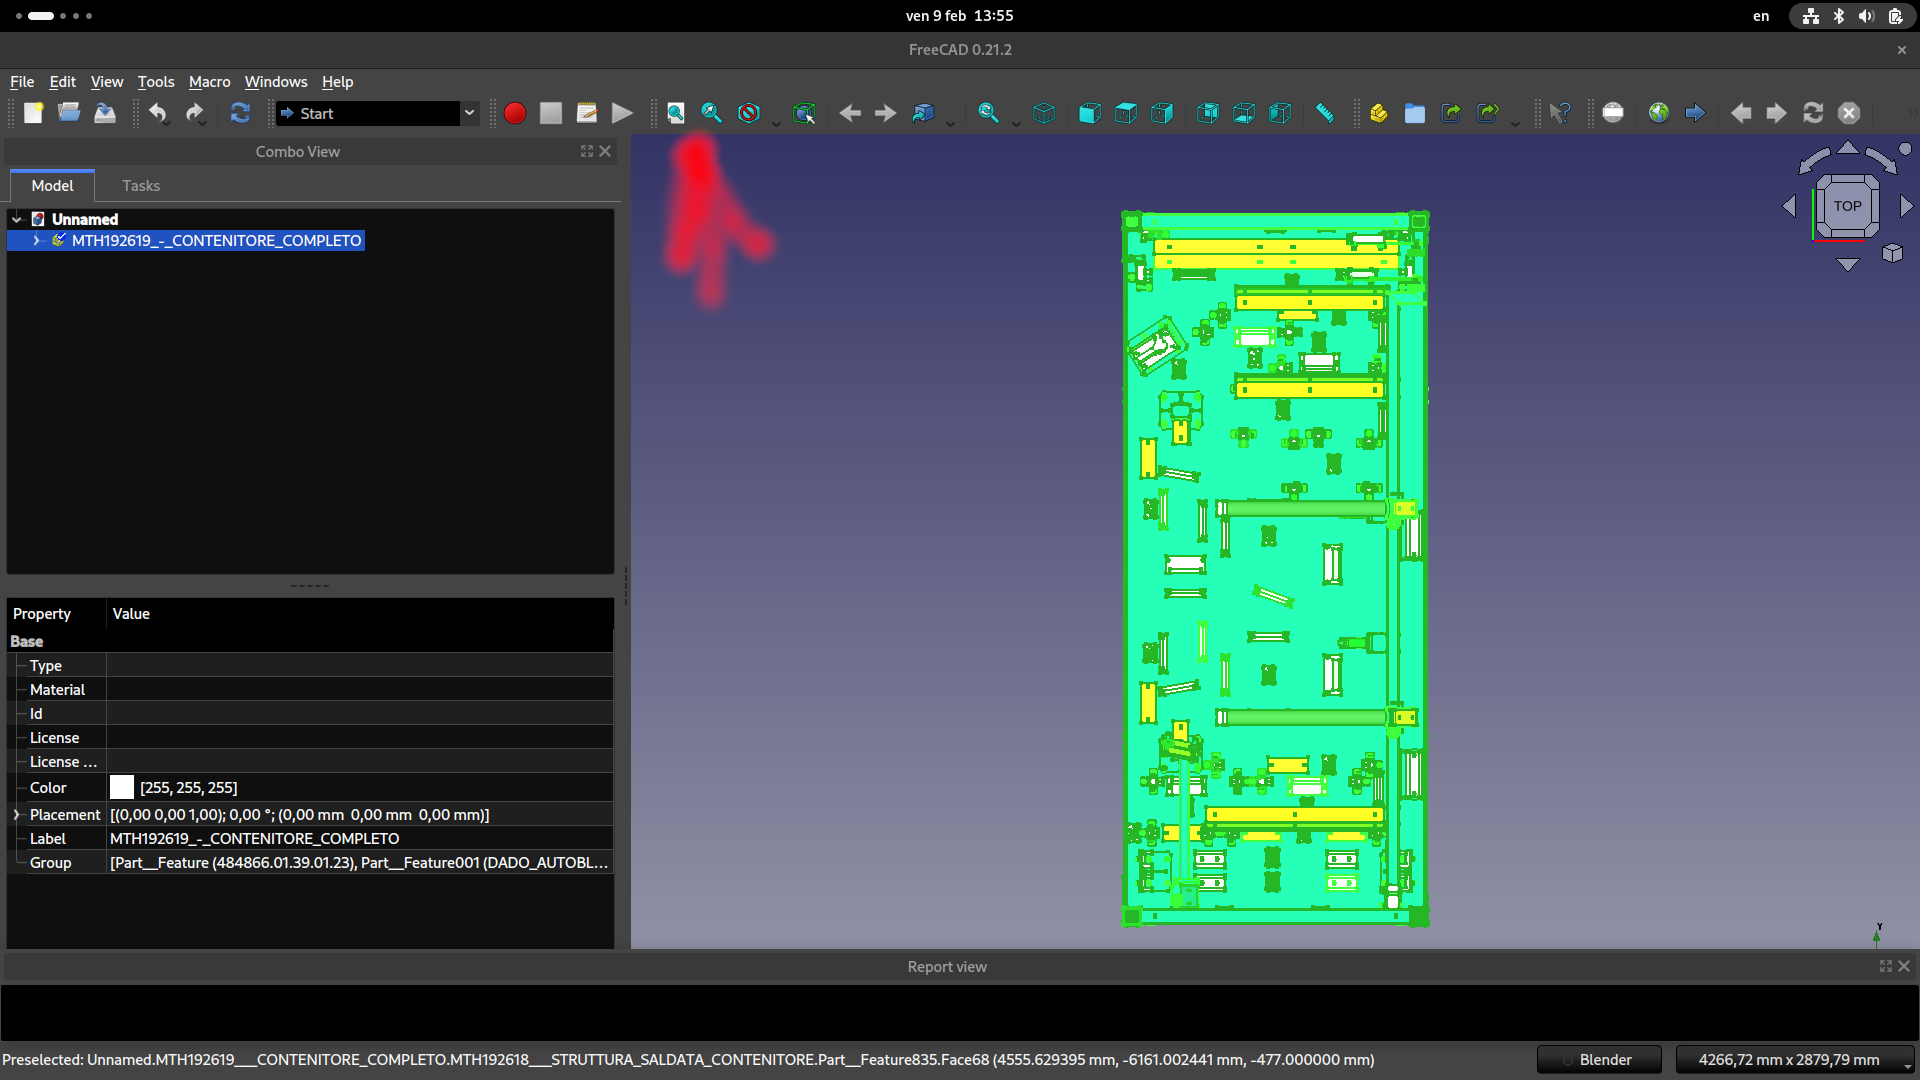 ven 9 feb 13:55
en
FreeCAD 0.21.2
File Edit View Tools Macro Windows Help
Start
Combo View
Model Tasks
Unnamed
MTH192619_-_CONTENITORE_COMPLETO
TOP
Property Value
Base
Type
Material
Id
License
License ...
Color [255, 255, 255]
Placement [(0,00 0,00 1,00); 0,00 °; (0,00 mm 0,00 mm 0,00 mm)]
Label MTH192619_-_CONTENITORE_COMPLETO
Group [Part__Feature (484866.01.39.01.23), Part__Feature001 (DADO_AUTOBL...
Y
Report view
Preselected: Unnamed.MTH192619___CONTENITORE_COMPLETO.MTH192618___STRUTTURA_SALDATA_CONTENITORE.Part__Feature835.Face68 (4555.629395 mm, -6161.002441 mm, -477.000000 mm)
Blender
4266,72 mm x 2879,79 mm